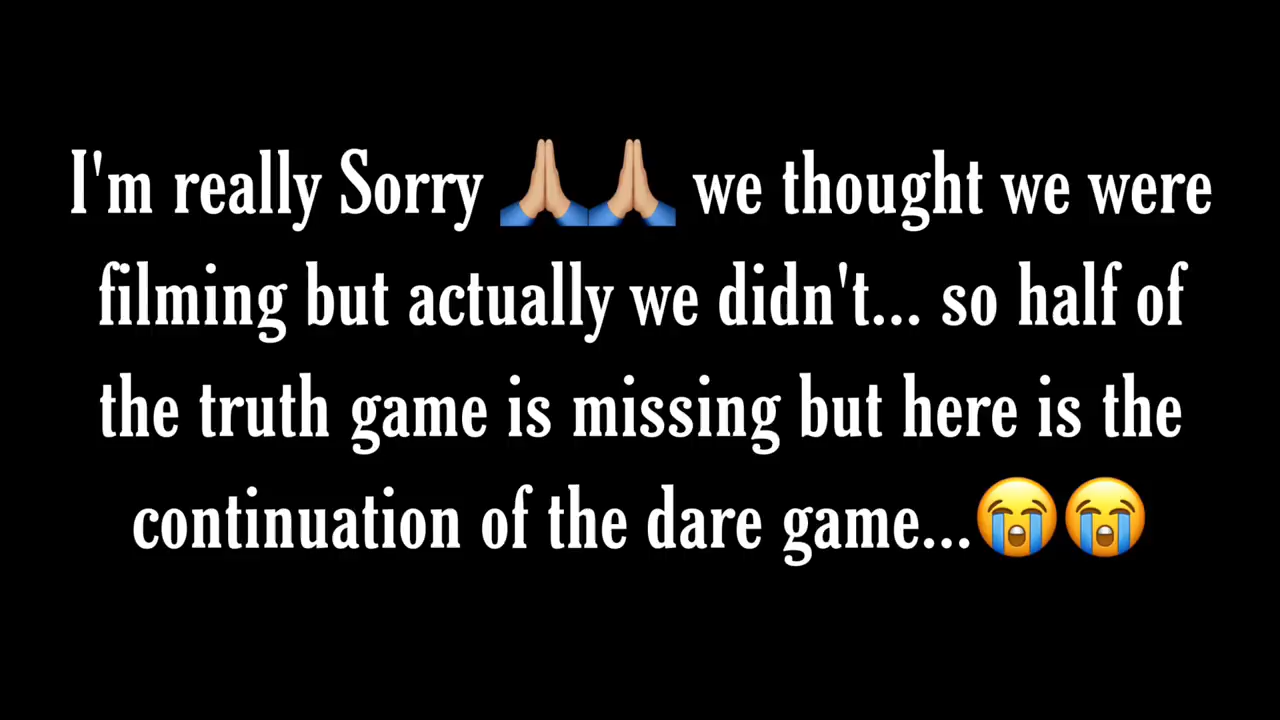 I'm really Sorry 🙏🏼🙏🏼 we thought we were
filming but actually we didn't... so half of
the truth game is missing but here is the
continuation of the dare game...😭😭